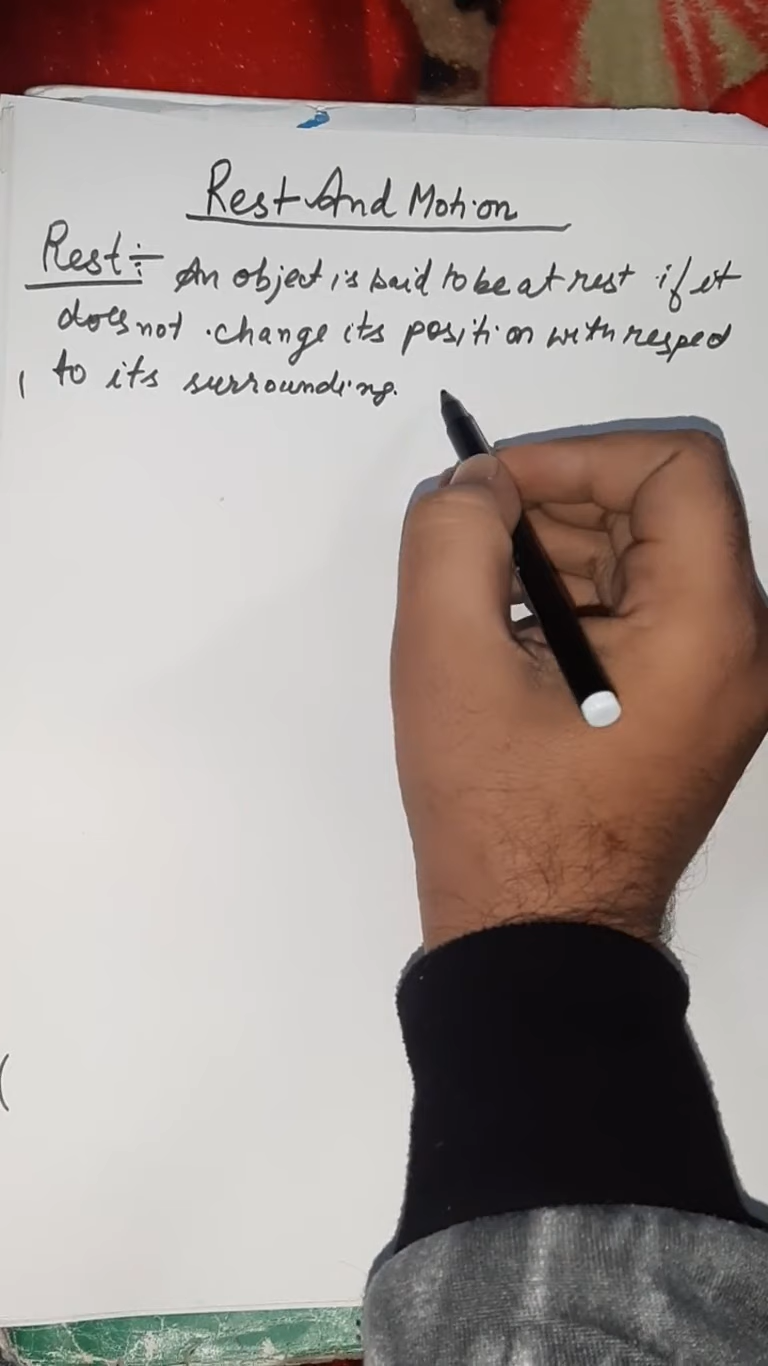 Rest And Motion
Rest :- An object is said to be at rest if it
does not change its position with respect
to its surrounding.